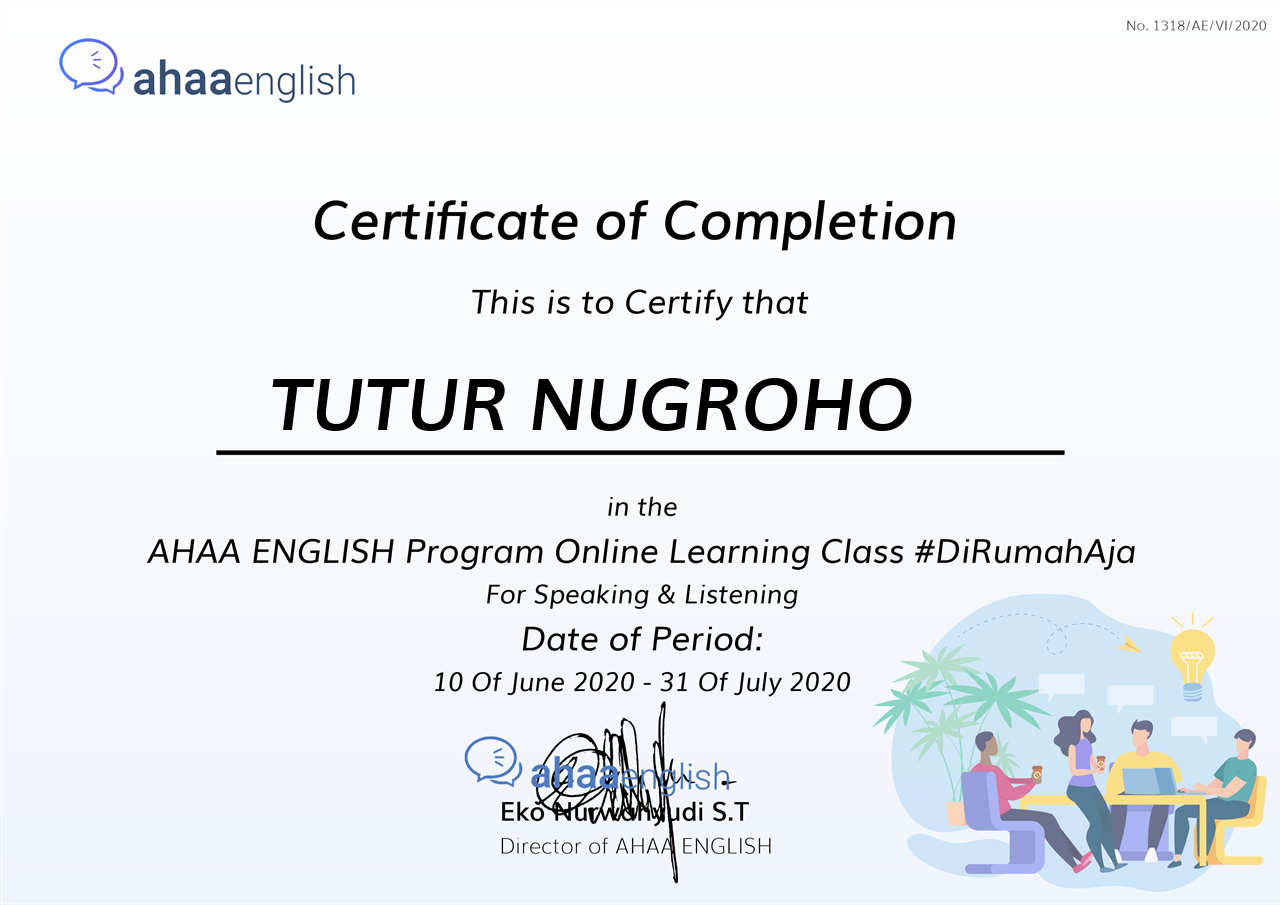 No. 1318/AE/VI/2020
ahaaenglish
Certificate of Completion
This is to Certify that
TUTUR NUGROHO
in the
AHAA ENGLISH Program Online Learning Class #DiRumahAja
For Speaking & Listening
Date of Period:
10 Of June 2020 - 31 Of July 2020
ahaaenglish
Eko Nurwahyudi S.T
Director of AHAA ENGLISH